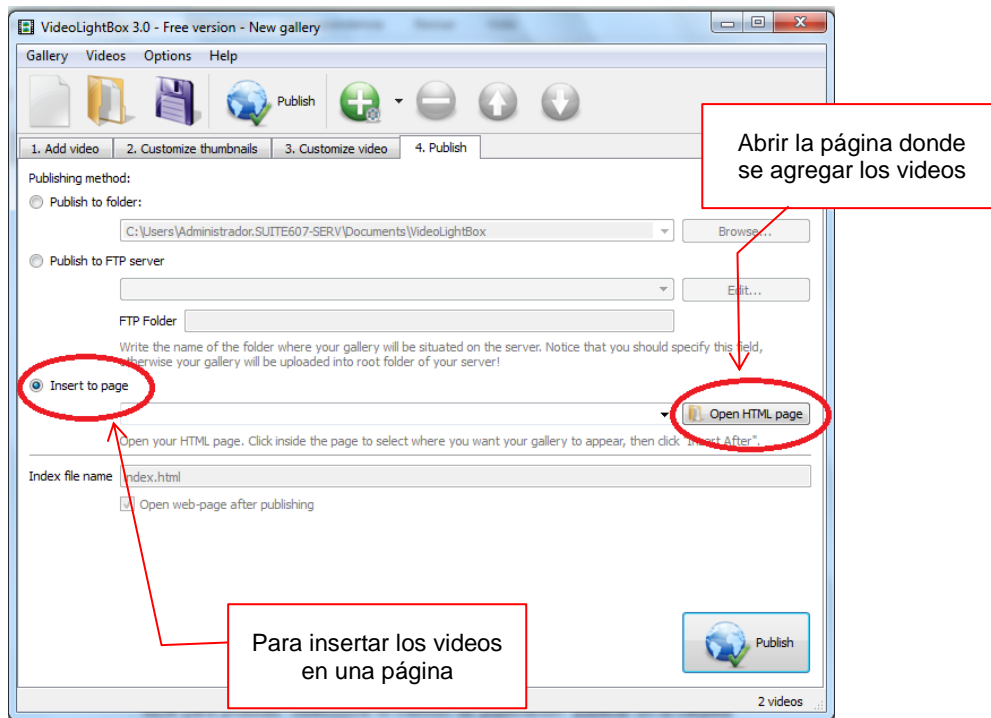 VideoLightBox 3.0 - Free version - New gallery
Gallery Videos Options Help
Publish
1. Add video 2. Customize thumbnails 3. Customize video 4. Publish
Abrir la página donde
se agregar los videos
Publishing method:
Publish to folder:
C:\Users\Administrador.SUITE607-SERV\Documents\VideoLightBox Browse...
Publish to FTP server
Edit...
FTP Folder
Write the name of the folder where your gallery will be situated on the server. Notice that you should specify this field,
otherwise your gallery will be uploaded into root folder of your server!
Insert to page
Open HTML page
Open your HTML page. Click inside the page to select where you want your gallery to appear, then click "Insert After".
Index file name index.html
Open web-page after publishing
Para insertar los videos
en una página
Publish
2 videos